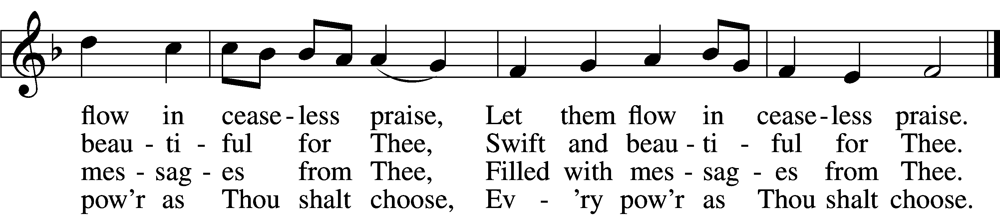 flow in cease - less praise, Let them flow in cease - less praise.
beau - ti - ful for Thee, Swift and beau - ti - ful for Thee.
mes - sag - es from Thee, Filled with mes - sag - es from Thee.
pow'r as Thou shalt choose, Ev - 'ry pow'r as Thou shalt choose.